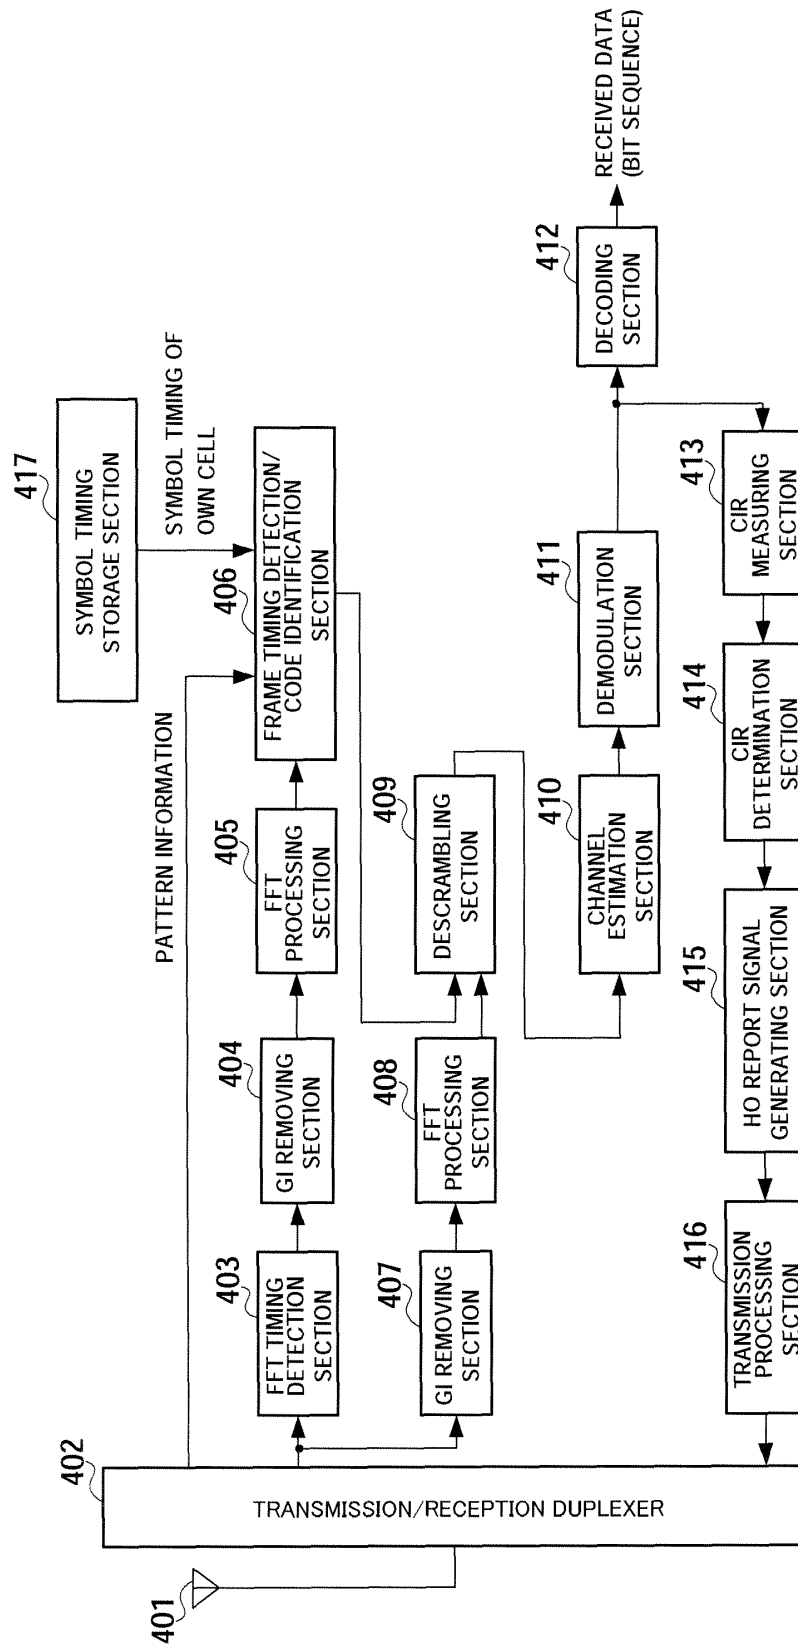 401
402
TRANSMISSION/RECEPTION DUPLEXER
PATTERN INFORMATION
417
SYMBOL TIMING
STORAGE SECTION
SYMBOL TIMING OF
OWN CELL
403
FFT TIMING
DETECTION
SECTION
404
GI REMOVING
SECTION
405
FFT
PROCESSING
SECTION
406
FRAME TIMING DETECTION/
CODE IDENTIFICATION
SECTION
407
GI REMOVING
SECTION
408
FFT
PROCESSING
SECTION
409
DESCRAMBLING
SECTION
410
CHANNEL
ESTIMATION
SECTION
411
DEMODULATION
SECTION
412
DECODING
SECTION
RECEIVED DATA
(BIT SEQUENCE)
413
CIR
MEASURING
SECTION
414
CIR
DETERMINATION
SECTION
415
HO REPORT SIGNAL
GENERATING SECTION
416
TRANSMISSION
PROCESSING
SECTION